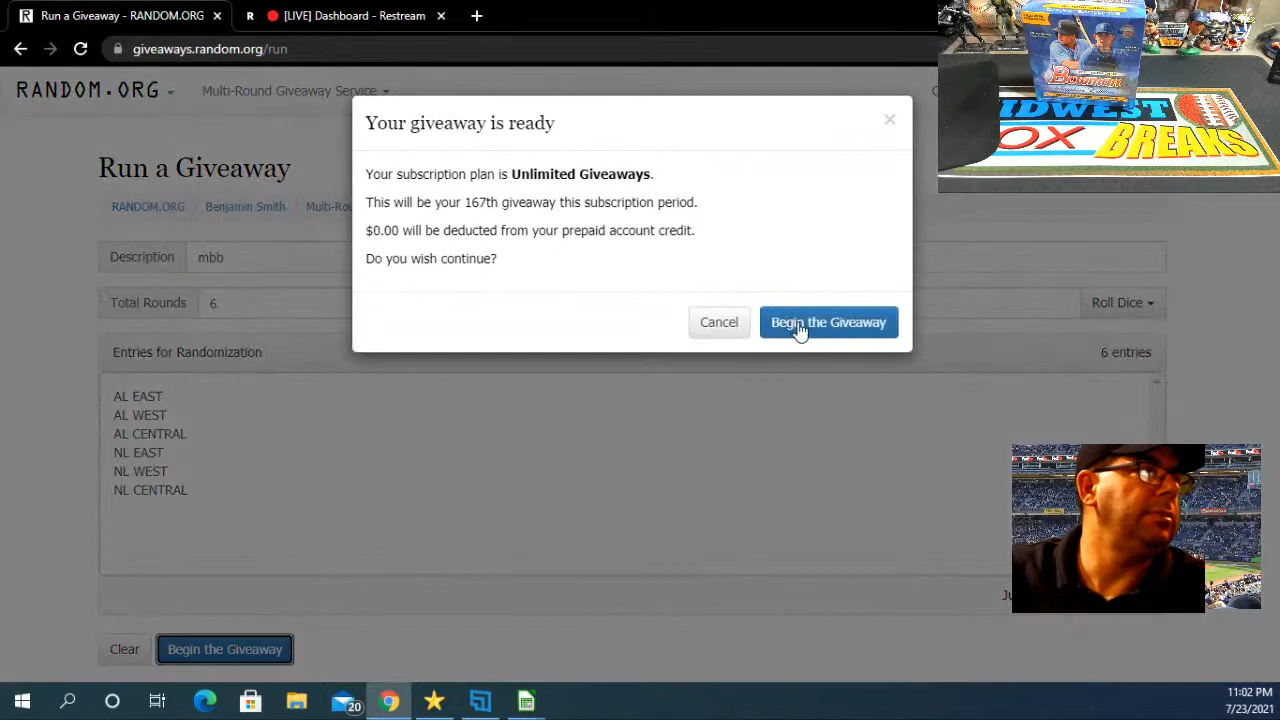 Run a Giveaway - RANDOM.ORG
[LIVE] Dashboard - Restream
giveaways.random.org/run
RANDOM.ORG
Multi-Round Giveaway Service
Run a Giveaway
RANDOM.ORG
Benjamin Smith
Multi-Rou
Description
mbb
Total Rounds
6
Roll Dice
Entries for Randomization
6 entries
AL EAST
AL WEST
AL CENTRAL
NL EAST
NL WEST
NL CENTRAL
Clear
Begin the Giveaway
Your giveaway is ready
Your subscription plan is Unlimited Giveaways.
This will be your 167th giveaway this subscription period.
$0.00 will be deducted from your prepaid account credit.
Do you wish continue?
Cancel
Begin the Giveaway
Bowman
IDWEST
OX BREAKS
20
11:02 PM
7/23/2021